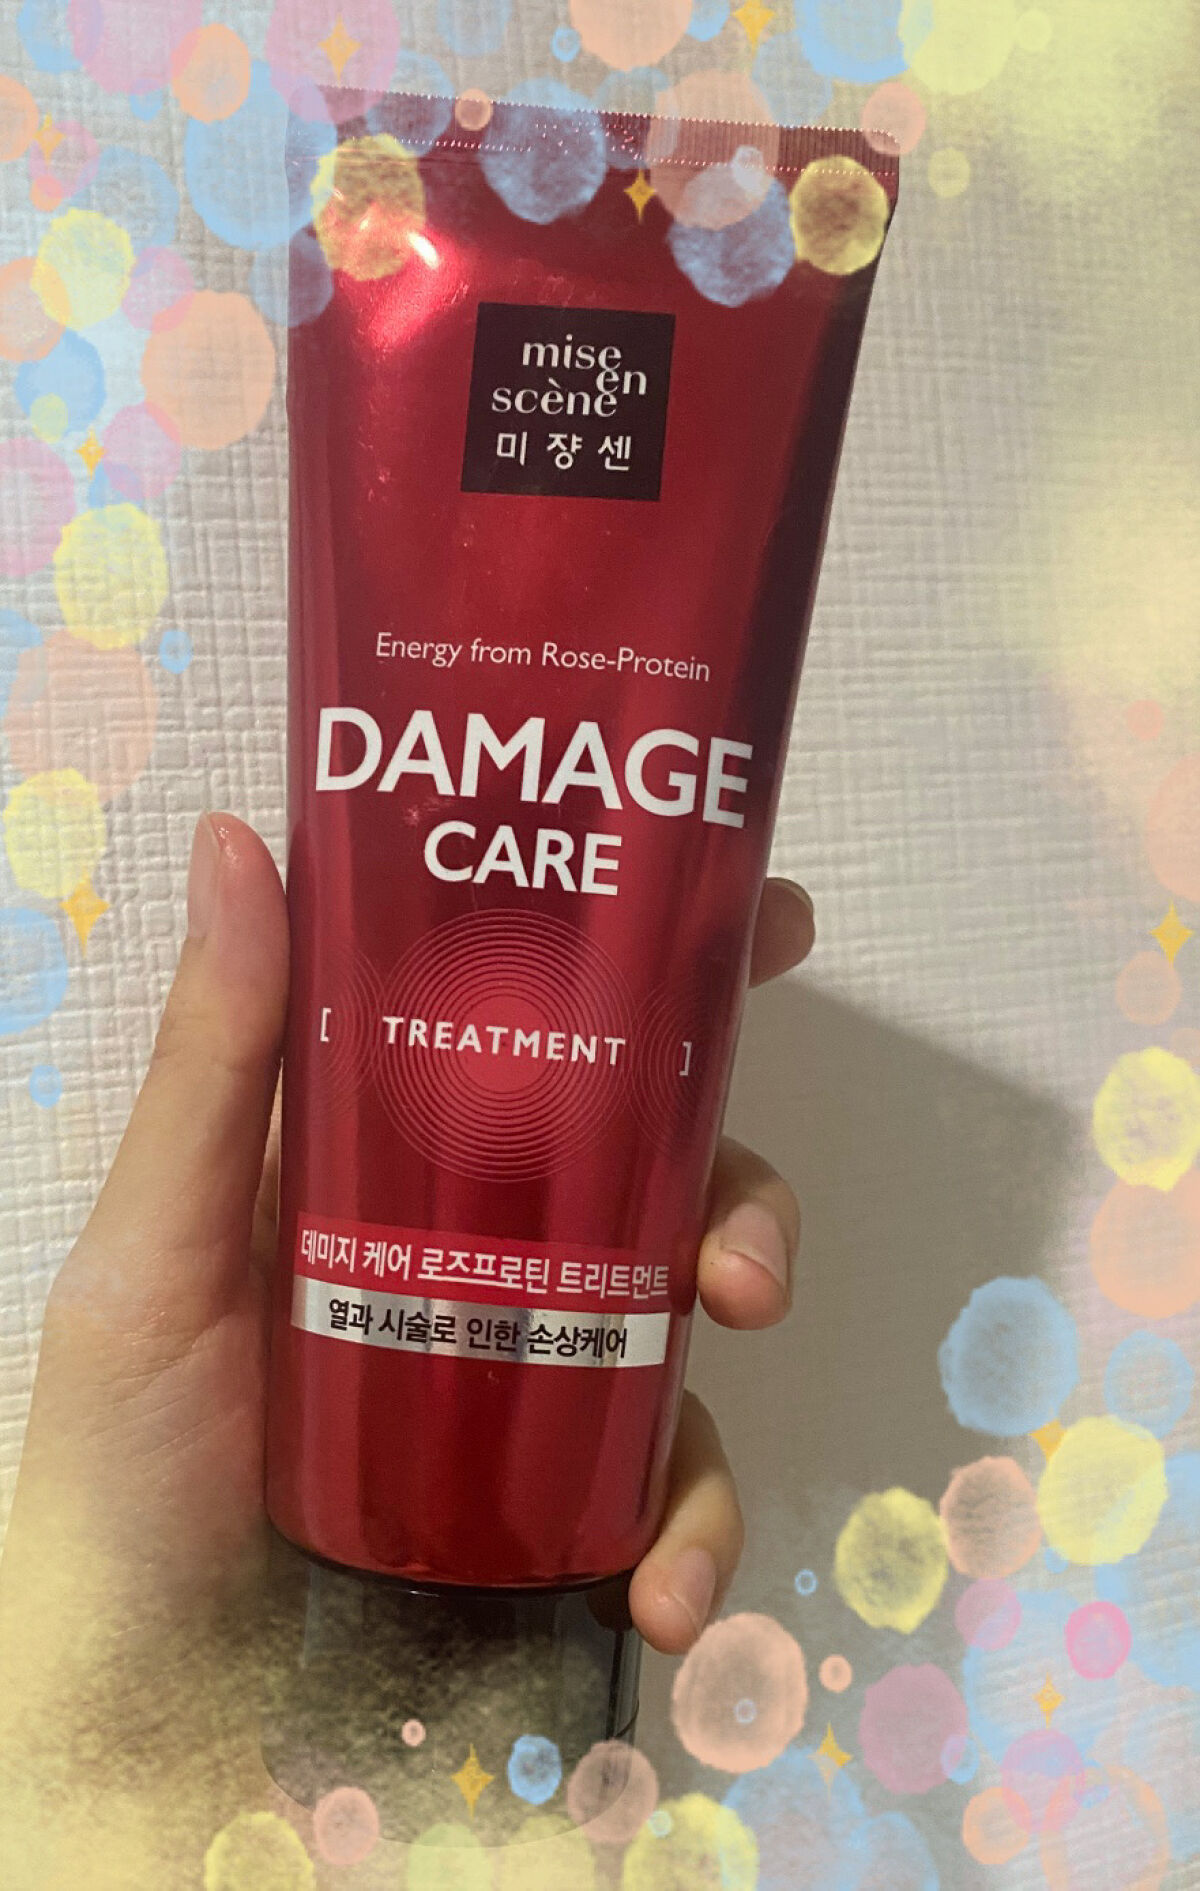 mise
en
scène
미쟝센
Energy from Rose-Protein
DAMAGE
CARE
[ TREATMENT ]
데미지 케어 로즈프로틴 트리트먼트
열과 시술로 인한 손상케어